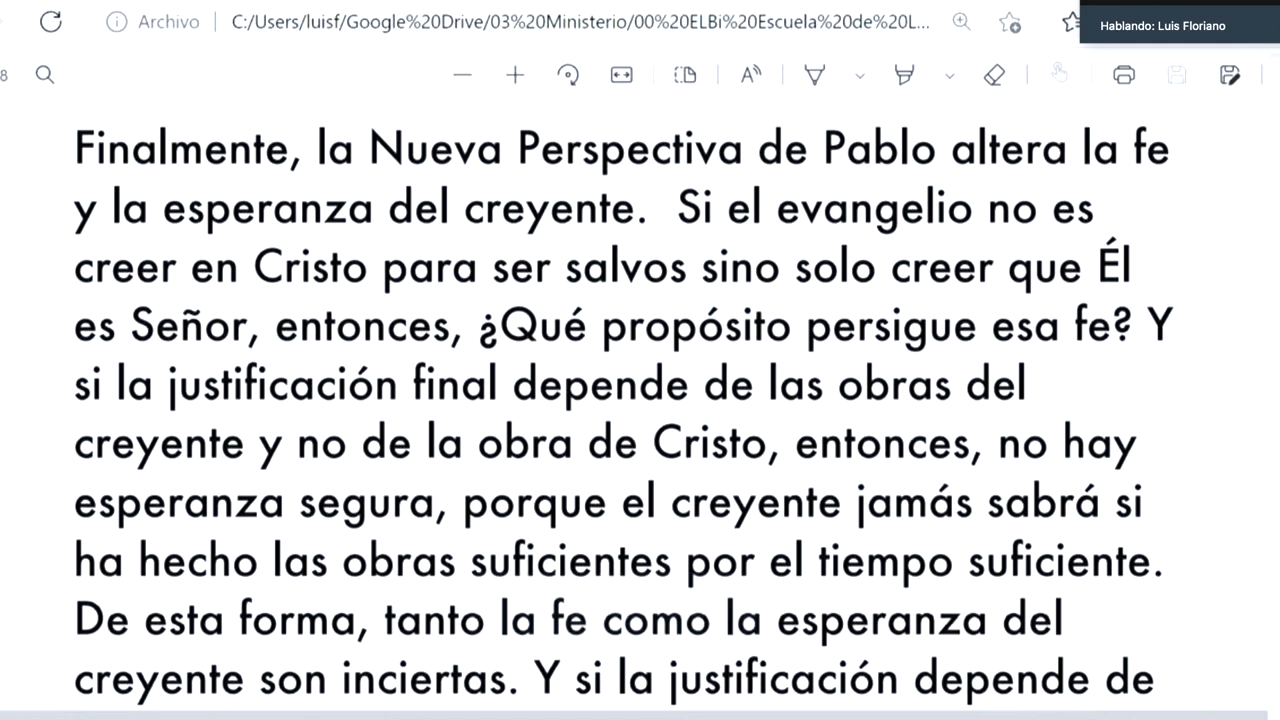 Archivo
C:/Users/luisf/Google%20Drive/03%20Ministerio/00%20ELBi%20Escuela%20de%20L...
Hablando: Luis Floriano
8
Finalmente, la Nueva Perspectiva de Pablo altera la fe
y la esperanza del creyente. Si el evangelio no es
creer en Cristo para ser salvos sino solo creer que Él
es Señor, entonces, ¿Qué propósito persigue esa fe? Y
si la justificación final depende de las obras del
creyente y no de la obra de Cristo, entonces, no hay
esperanza segura, porque el creyente jamás sabrá si
ha hecho las obras suficientes por el tiempo suficiente.
De esta forma, tanto la fe como la esperanza del
creyente son inciertas. Y si la justificación depende de